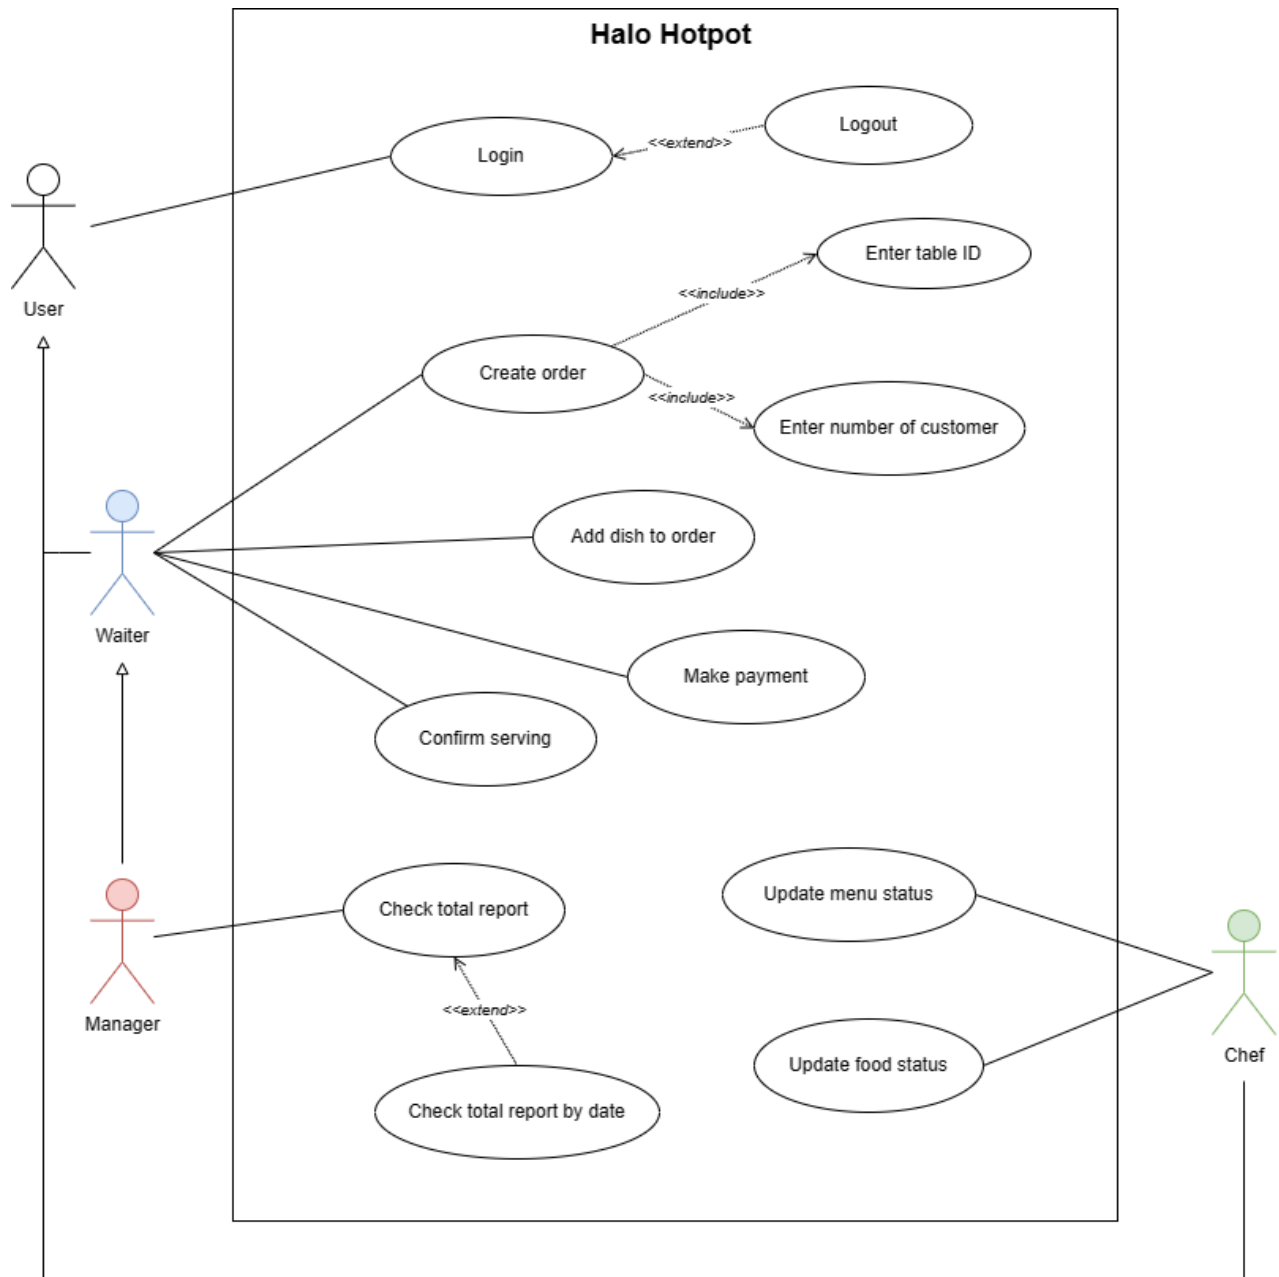 Halo Hotpot
Logout
Login
<<extend>>
User
Enter table ID
<<include>>
Create order
<<include>>
Enter number of customer
Waiter
Add dish to order
Make payment
Confirm serving
Manager
Check total report
<<extend>>
Check total report by date
Update menu status
Update food status
Chef